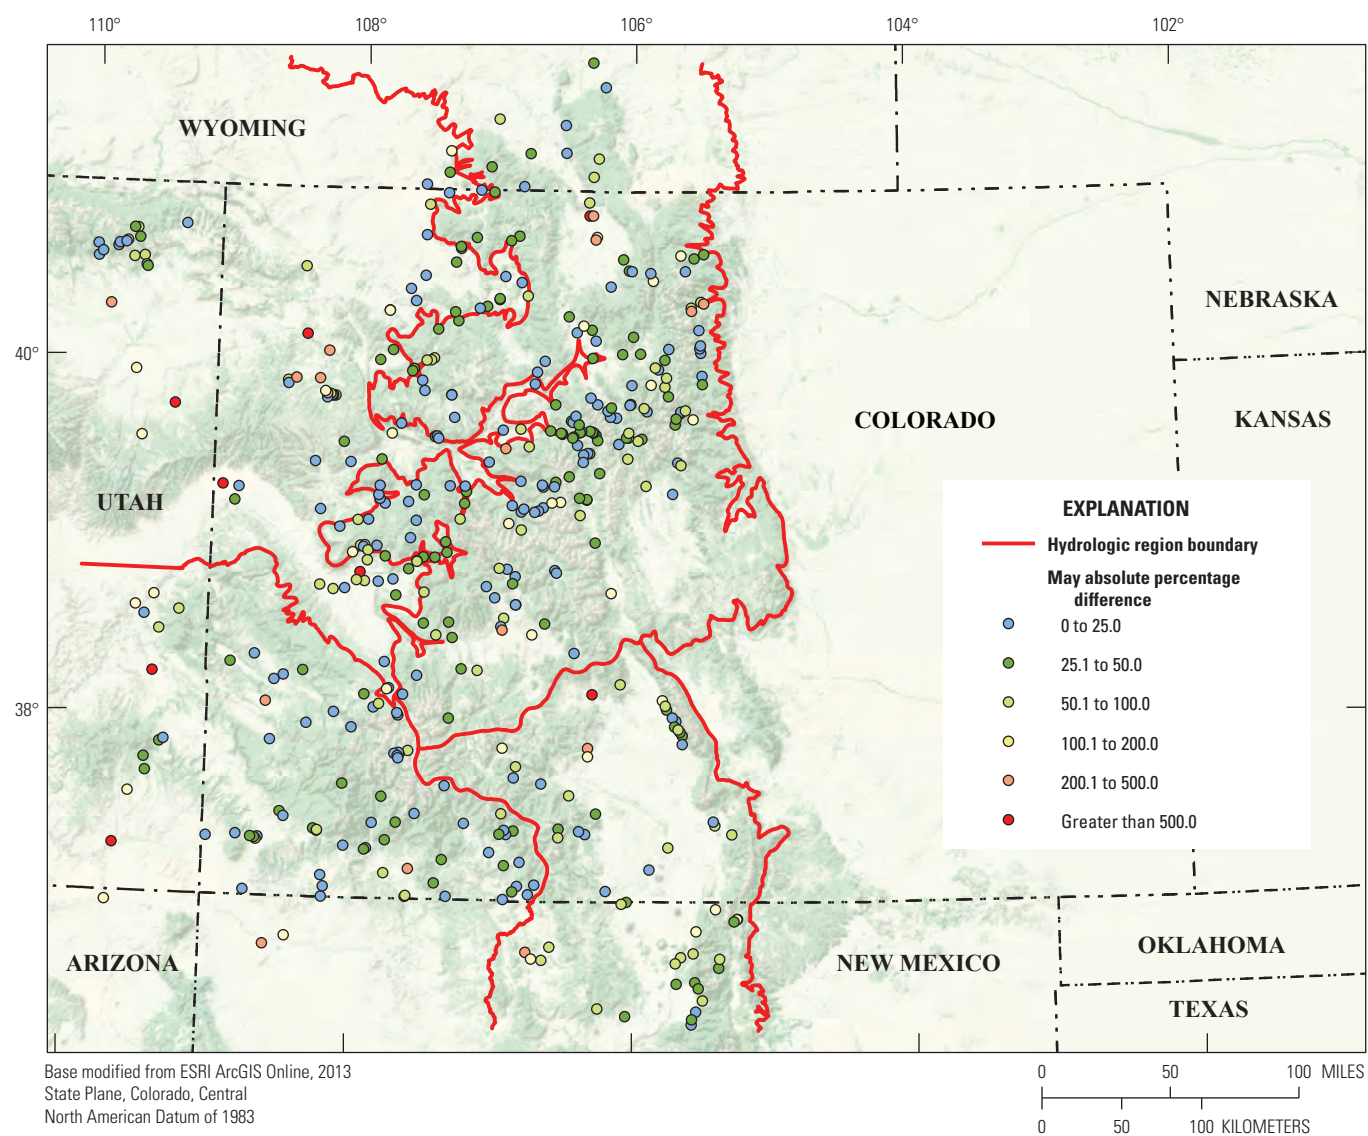 110° 108° 106° 104° 102°
WYOMING
NEBRASKA
40°
COLORADO
KANSAS
UTAH
EXPLANATION
Hydrologic region boundary
May absolute percentage
difference
0 to 25.0
25.1 to 50.0
50.1 to 100.0
100.1 to 200.0
200.1 to 500.0
Greater than 500.0
38°
ARIZONA
NEW MEXICO
OKLAHOMA
TEXAS
Base modified from ESRI ArcGIS Online, 2013
State Plane, Colorado, Central
North American Datum of 1983
0 50 100 MILES
0 50 100 KILOMETERS